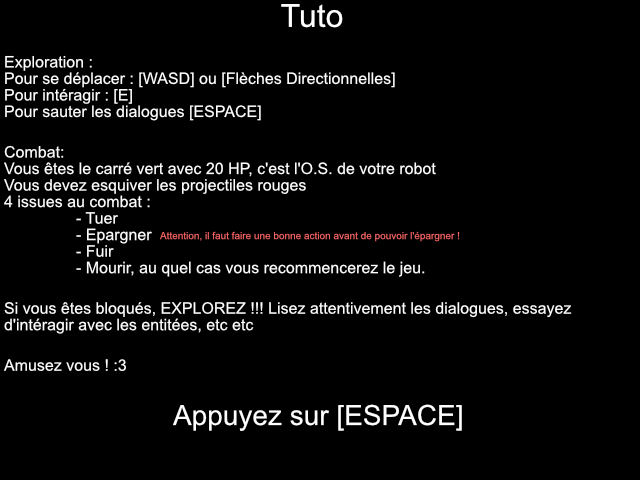 Tuto
Exploration :
Pour se déplacer : [WASD] ou [Flèches Directionnelles]
Pour intéragir : [E]
Pour sauter les dialogues [ESPACE]
Combat:
Vous êtes le carré vert avec 20 HP, c'est l'O.S. de votre robot
Vous devez esquiver les projectiles rouges
4 issues au combat :
- Tuer
- Epargner Attention, il faut faire une bonne action avant de pouvoir l'épargner !
- Fuir
- Mourir, au quel cas vous recommencerez le jeu.
Si vous êtes bloqués, EXPLOREZ !!! Lisez attentivement les dialogues, essayez
d'intéragir avec les entitées, etc etc
Amusez vous ! :3
Appuyez sur [ESPACE]